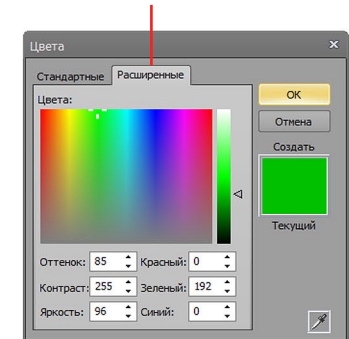 Цвета
Стандартные Расширенные
Цвета:
OK
Отмена
Создать
Текущий
Оттенок: 85 Красный: 0
Контраст: 255 Зеленый: 192
Яркость: 96 Синий: 0